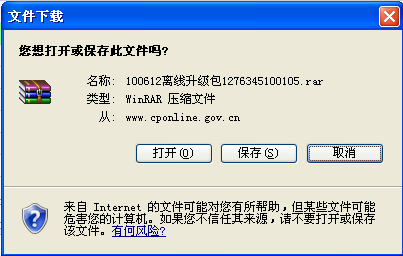 文件下载
您想打开或保存此文件吗?
名称: 100612离线升级包1276345100105.rar
类型: WinRAR 压缩文件
从: www.cponline.gov.cn
打开(O) 保存(S) 取消
来自 Internet 的文件可能对您有所帮助,但某些文件可能
危害您的计算机。如果您不信任其来源,请不要打开或保存
该文件。有何风险?